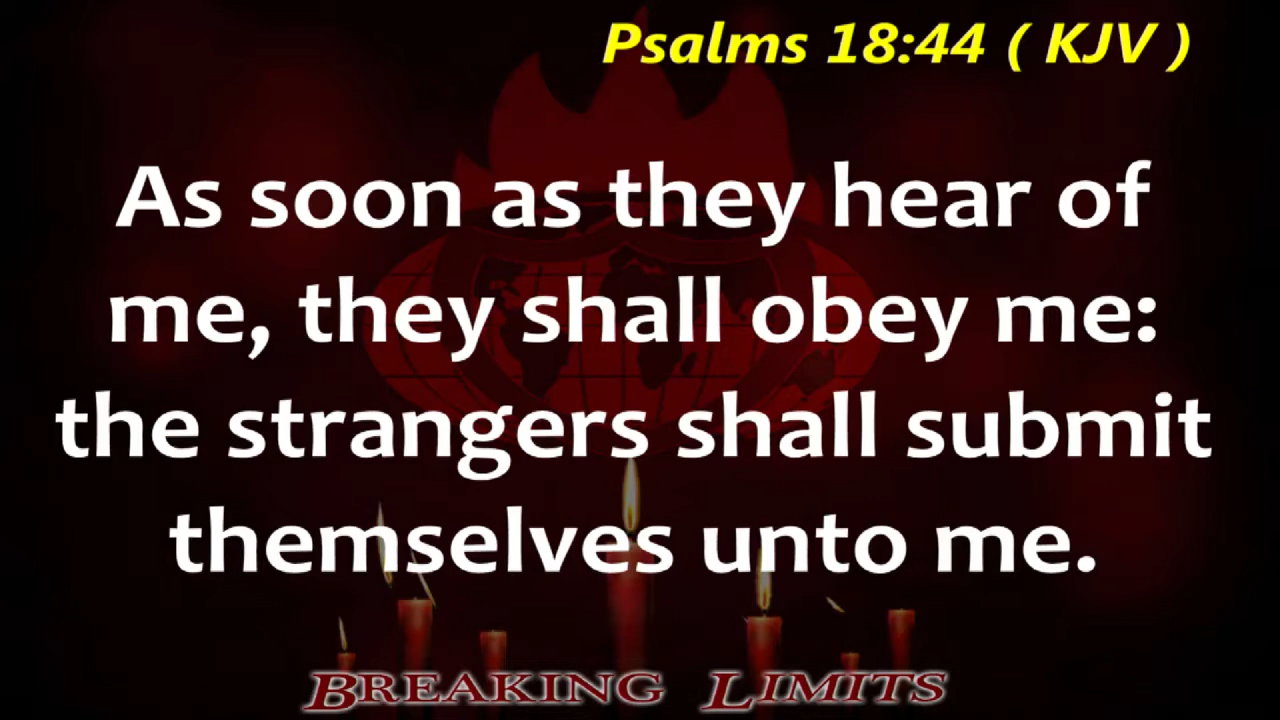 Psalms 18:44 ( KJV )
As soon as they hear of
me, they shall obey me:
the strangers shall submit
themselves unto me.
BREAKING LIMITS